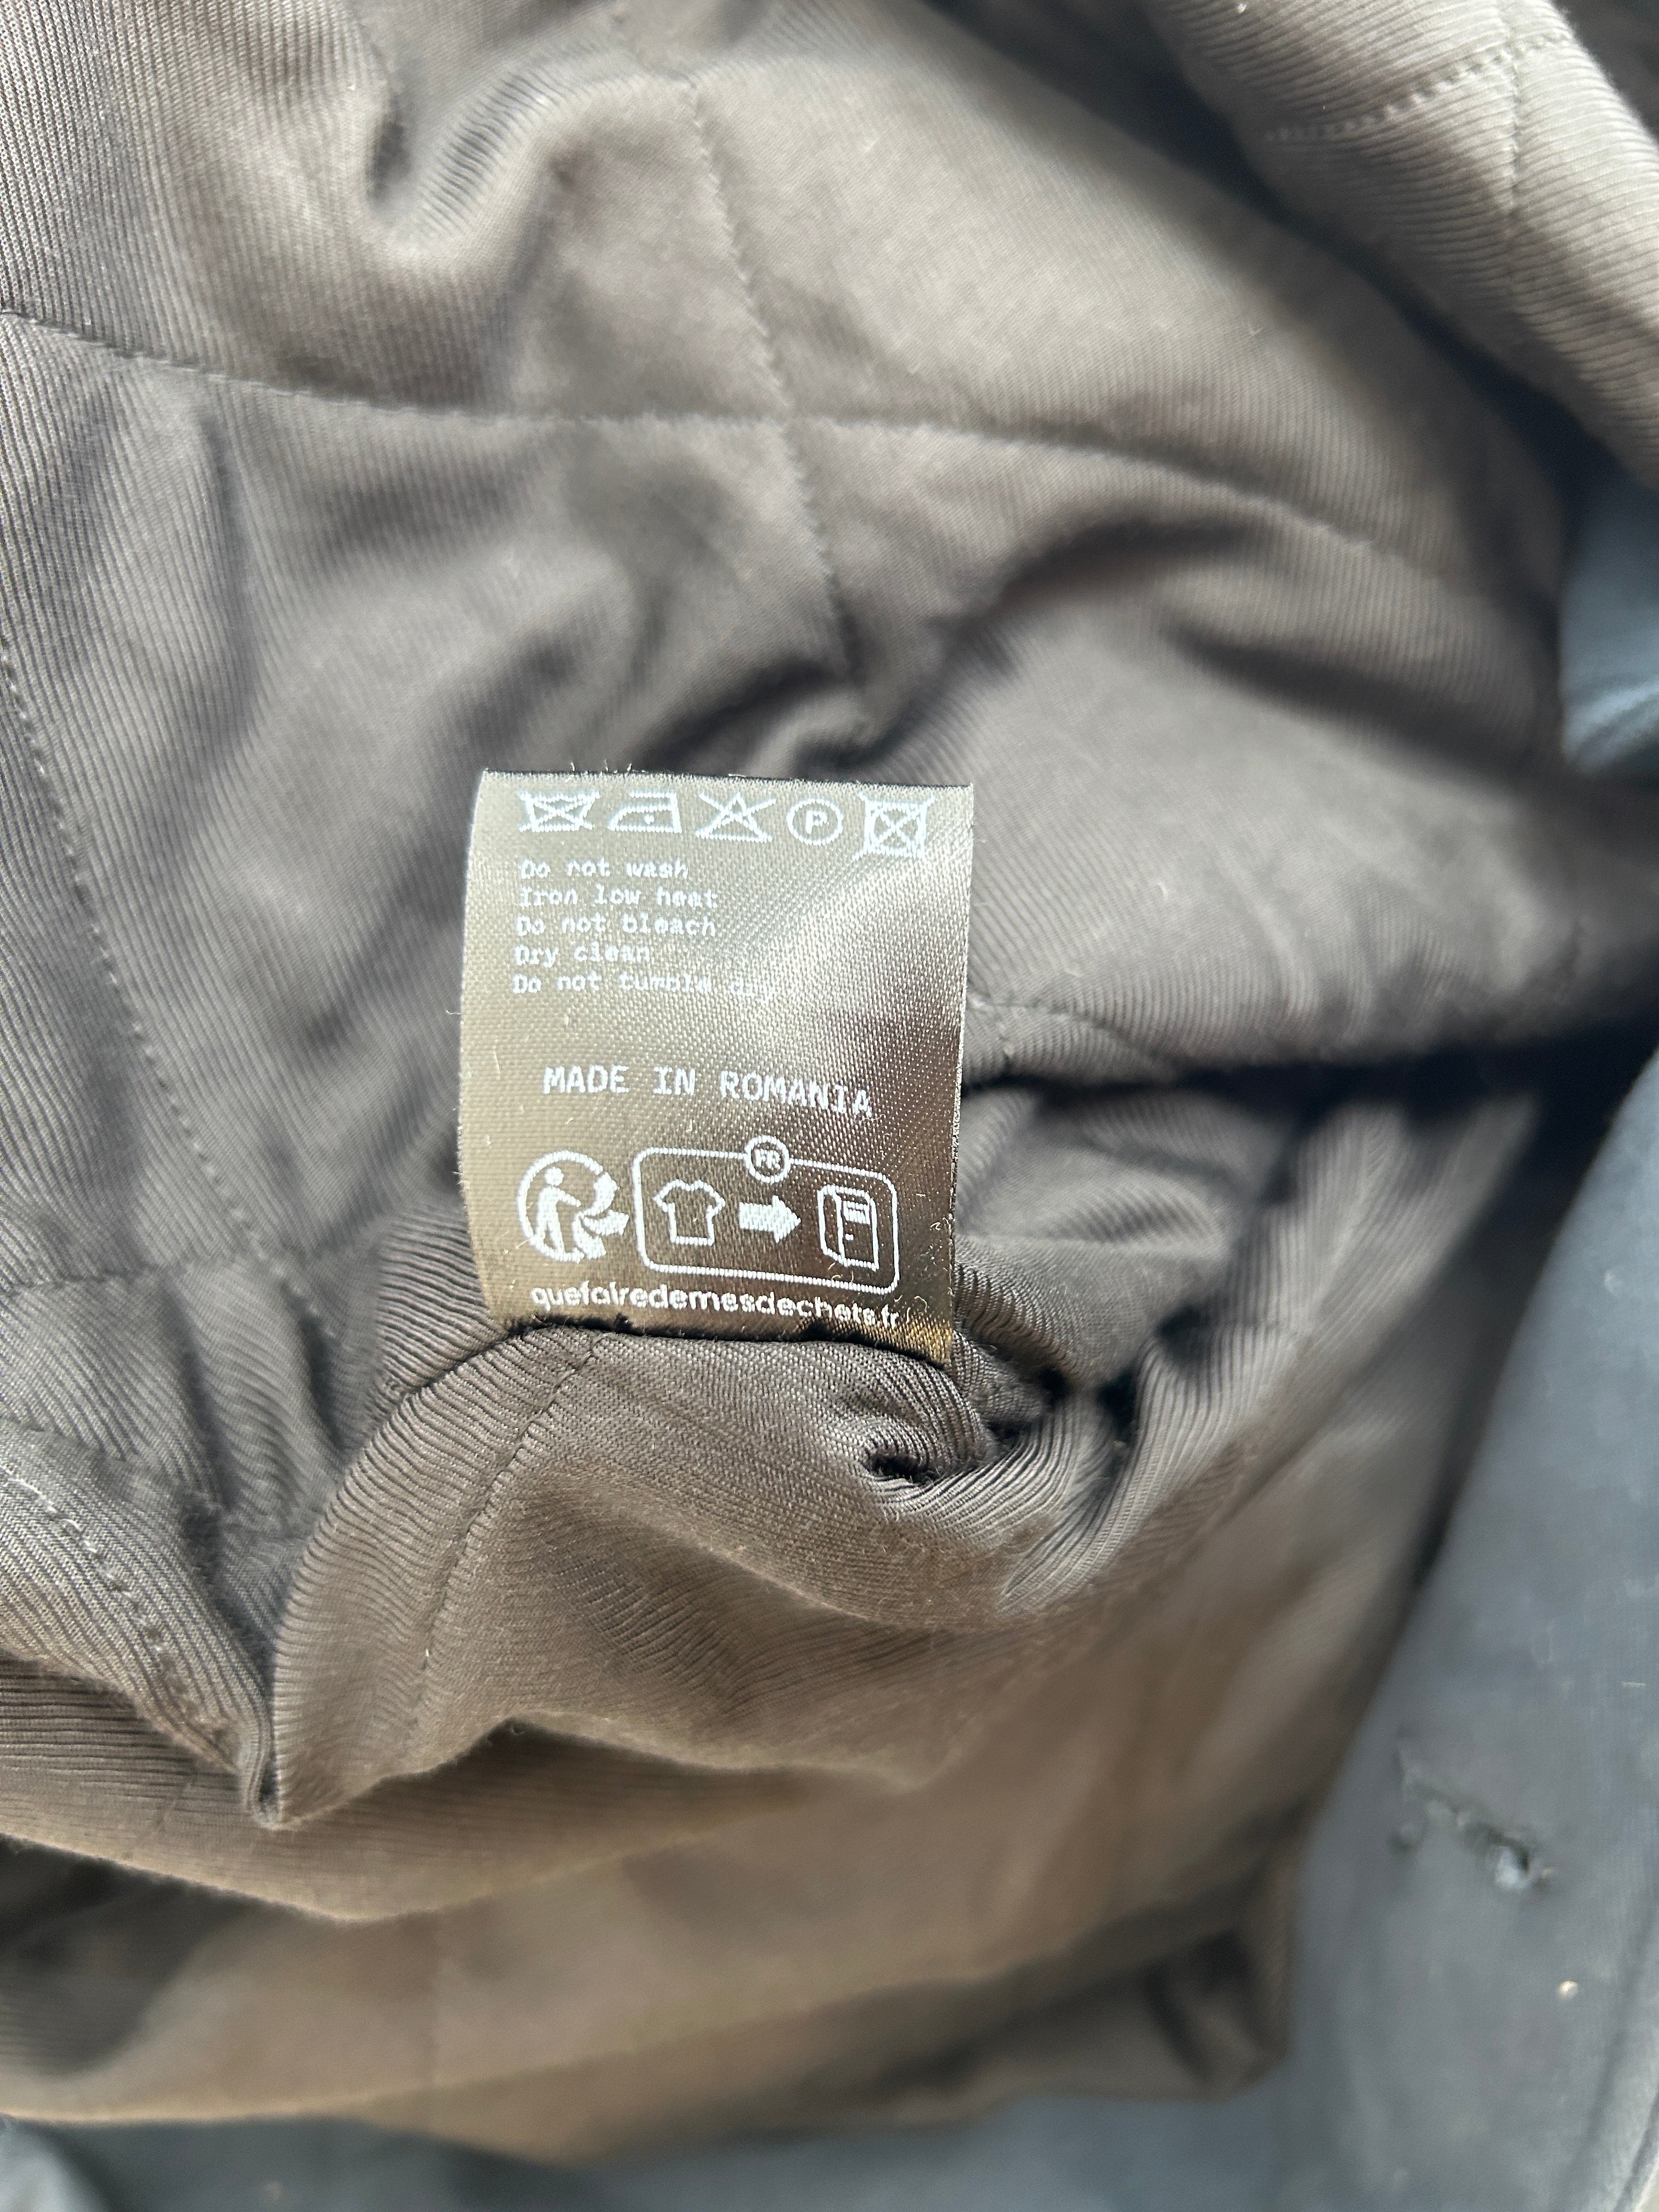 P
Do not wash
Iron low heat
Do not bleach
Dry clean
Do not tumble dry
MADE IN ROMANIA
FR
quefairedemesdechets.fr